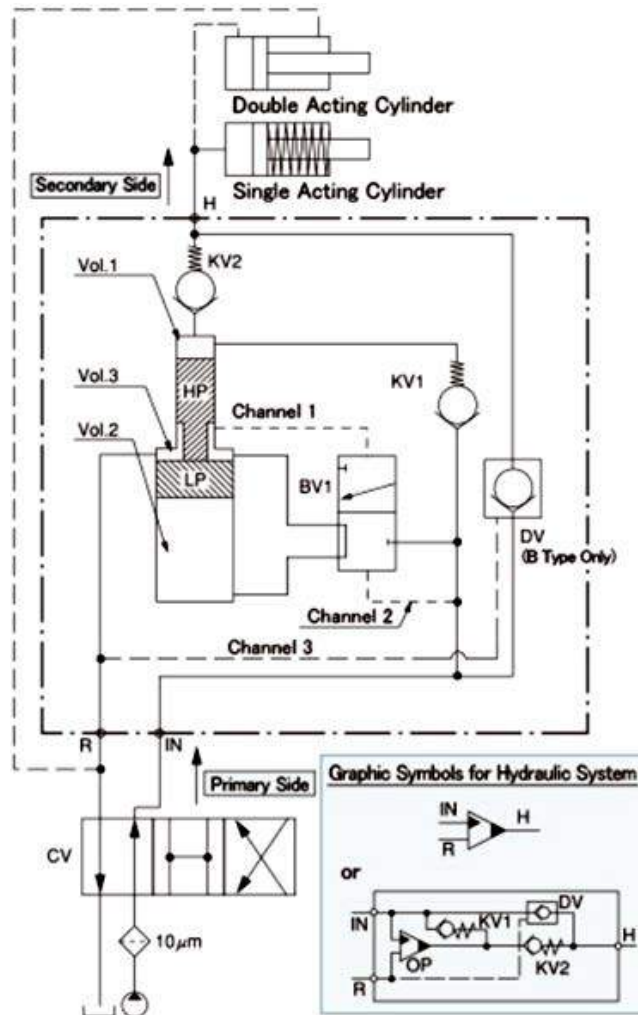 Double Acting Cylinder
Single Acting Cylinder
Secondary Side
H
KV2
Vol.1
HP
KV1
Vol.3
Channel 1
Vol.2
LP
BV1
DV
(B Type Only)
Channel 2
Channel 3
R
IN
Primary Side
CV
10μm
Graphic Symbols for Hydraulic System
IN
H
R
or
DV
IN
KV1
H
OP
KV2
R